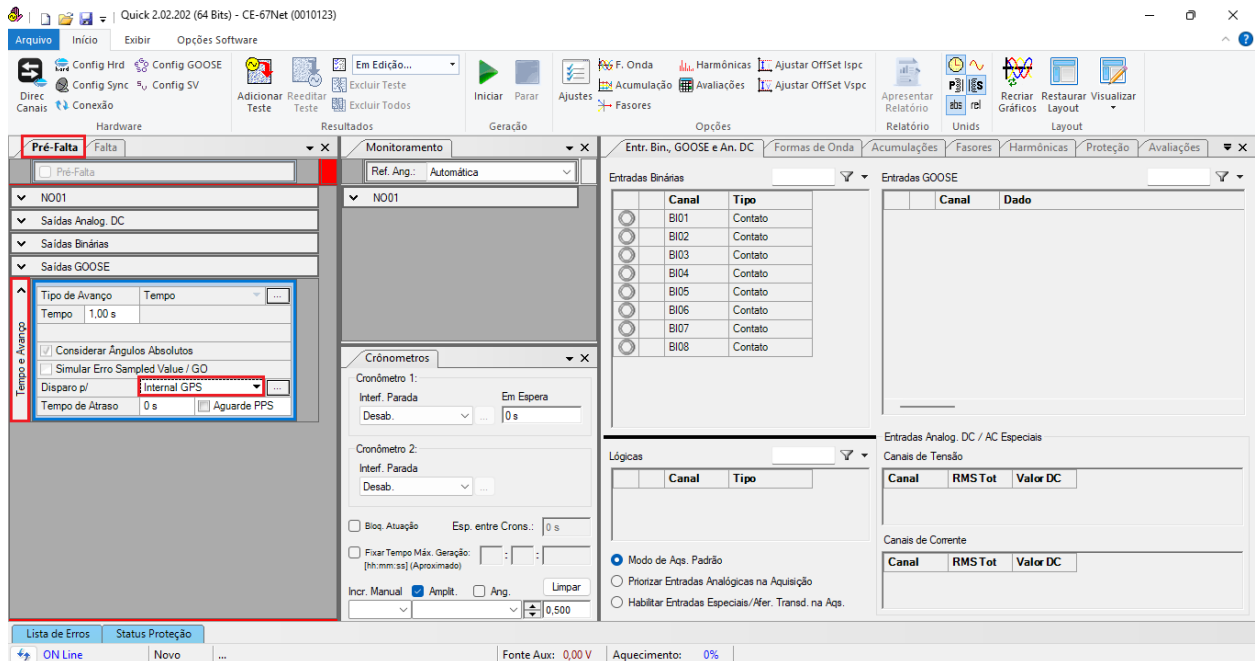 Quick 2.02.202 (64 Bits) - CE-67Net (0010123)
Arquivo Início Exibir Opções Software
Direc Canais
Config Hrd Config GOOSE
Config Sync Config SV
Conexão
Hardware
Adicionar Teste
Reeditar Teste
Em Edição...
Excluir Teste
Excluir Todos
Resultados
Iniciar Parar
Geração
Ajustes
F. Onda Harmônicas Ajustar OffSet Ispc
Acumulação Avaliações Ajustar OffSet Vspc
Fasores
Opções
Apresentar Relatório
Relatório
abs rel
Unids
Recriar Gráficos
Restaurar Layout
Visualizar
Layout
Pré-Falta Falta
Pré-Falta
NO01
Saídas Analog. DC
Saídas Binárias
Saídas GOOSE
Tempo e Avanço
Tipo de Avanço Tempo ...
Tempo 1,00 s
Considerar Ângulos Absolutos
Simular Erro Sampled Value / GO
Disparo p/ Internal GPS ...
Tempo de Atraso 0 s Aguarde PPS
Monitoramento
Ref. Ang.: Automática
NO01
Crônometros
Cronômetro 1:
Interf. Parada Em Espera
Desab. ... 0 s
Cronômetro 2:
Interf. Parada
Desab. ...
Bloq. Atuação Esp. entre Crons.: 0 s
Fixar Tempo Máx. Geração: : :
[hh:mm:ss] (Aproximado)
Limpar
Incr. Manual Amplit. Ang.
0,500
Entr. Bin., GOOSE e An. DC Formas de Onda Acumulações Fasores Harmônicas Proteção Avaliações
Entradas Binárias
Canal Tipo
BI01 Contato
BI02 Contato
BI03 Contato
BI04 Contato
BI05 Contato
BI06 Contato
BI07 Contato
BI08 Contato
Lógicas
Canal Tipo
Modo de Aqs. Padrão
Priorizar Entradas Analógicas na Aquisição
Habilitar Entradas Especiais/Afer. Transd. na Aqs.
Entradas GOOSE
Canal Dado
Entradas Analog. DC / AC Especiais
Canais de Tensão
Canal RMS Tot Valor DC
Canais de Corrente
Canal RMS Tot Valor DC
Lista de Erros Status Proteção
ON Line Novo ... Fonte Aux: 0,00 V Aquecimento: 0%